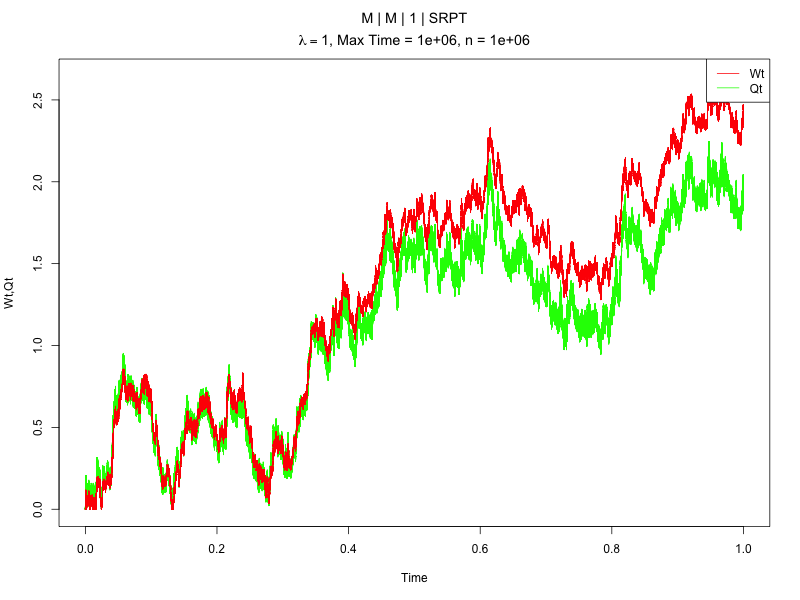 M | M | 1 | SRPT
λ = 1, Max Time = 1e+06, n = 1e+06
Wt
Qt
2.5
2.0
1.5
1.0
0.5
0.0
Wt,Qt
0.0 0.2 0.4 0.6 0.8 1.0
Time